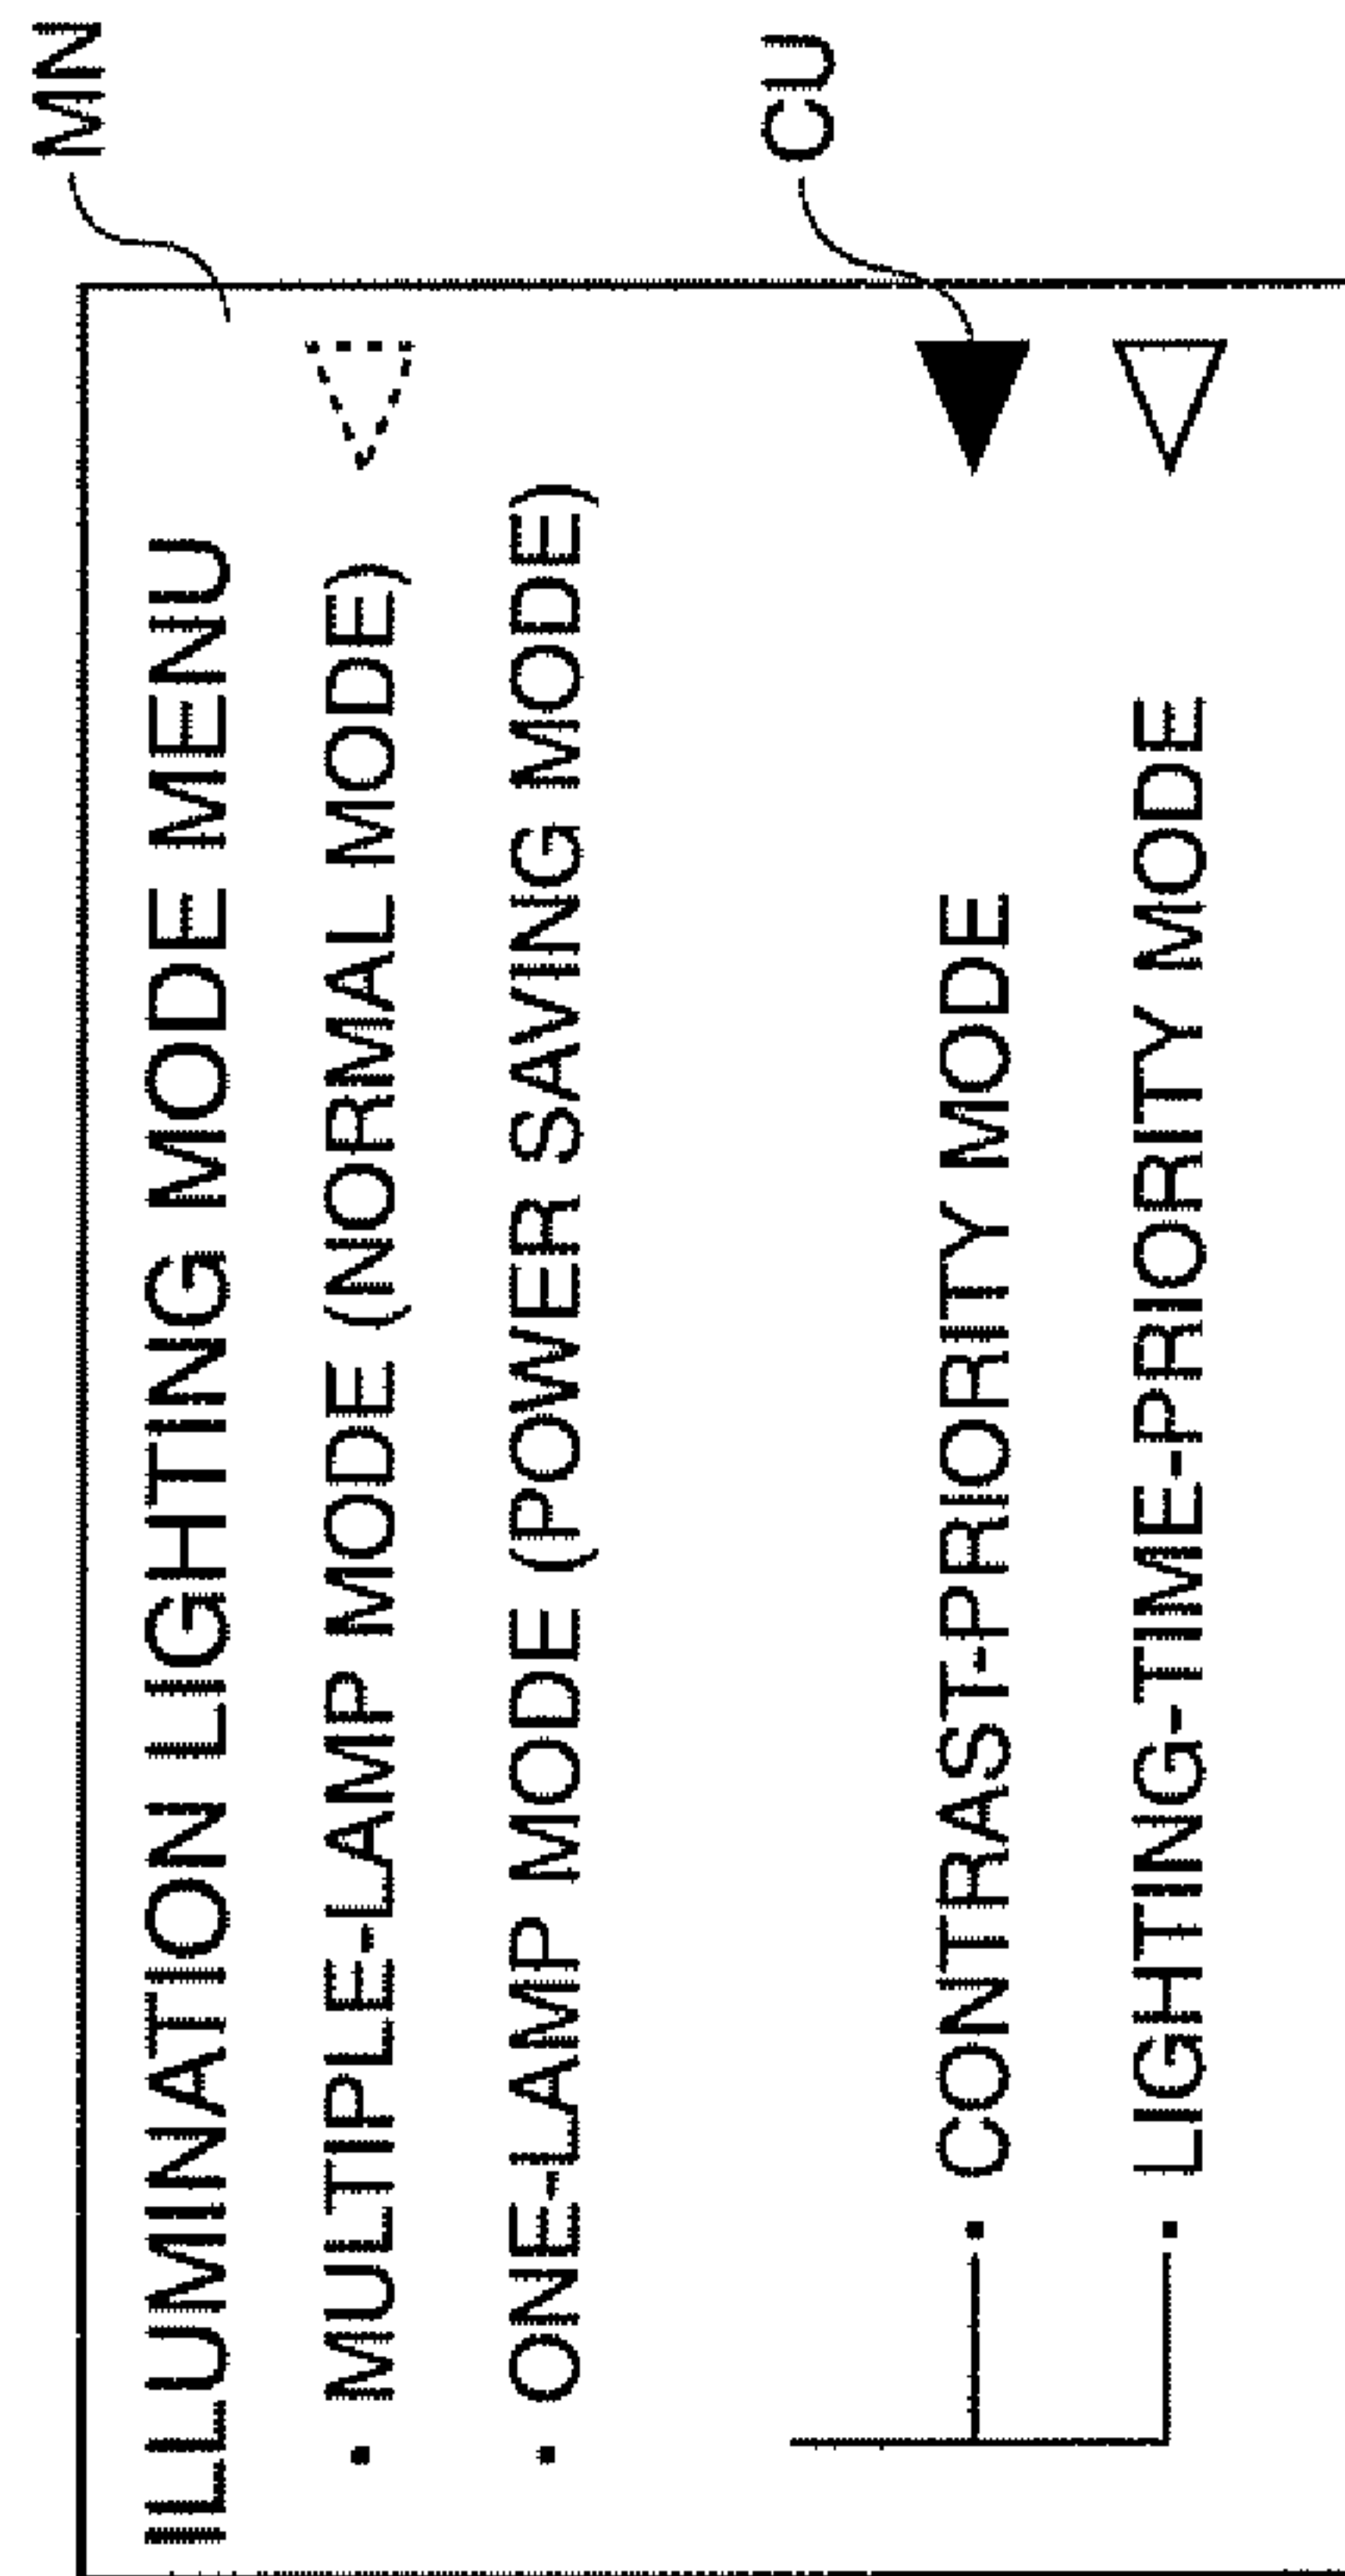 MN
ILLUMINATION LIGHTING MODE MENU
• MULTIPLE-LAMP MODE (NORMAL MODE)
• ONE-LAMP MODE (POWER SAVING MODE)
CU
• CONTRAST-PRIORITY MODE
• LIGHTING-TIME-PRIORITY MODE